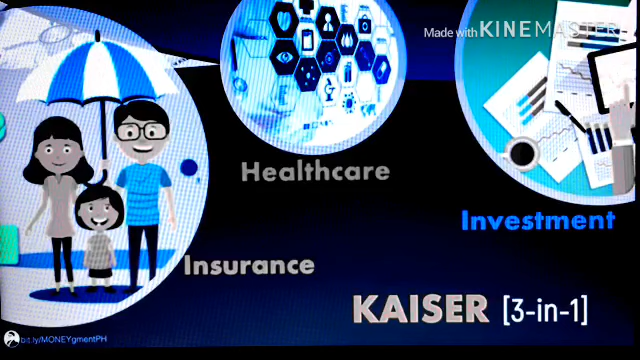 Made with KINEMASTER
Healthcare
Investment
Insurance
KAISER [3-in-1]
bit.ly/MONEYgmentPH